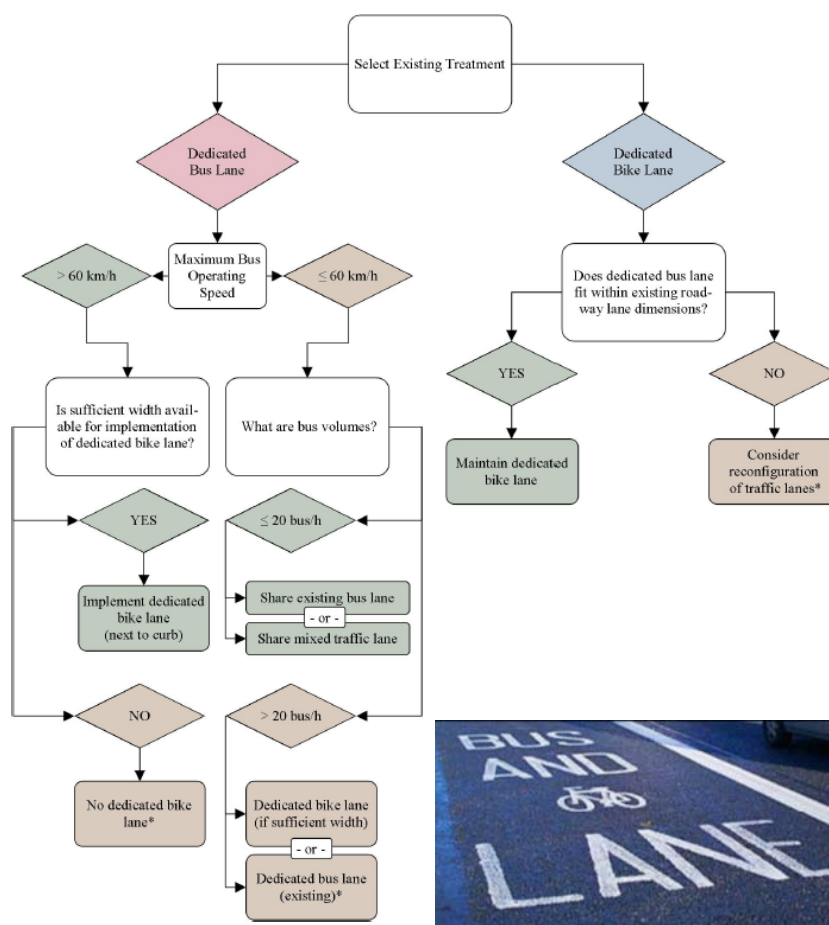 Select Existing Treatment
Dedicated
Bus Lane
Dedicated
Bike Lane
> 60 km/h
Maximum Bus
Operating
Speed
≤ 60 km/h
Does dedicated bus lane
fit within existing road-
way lane dimensions?
YES
NO
Is sufficient width avail-
able for implementation
of dedicated bike lane?
What are bus volumes?
Maintain dedicated
bike lane
Consider
reconfiguration
of traffic lanes*
YES
≤ 20 bus/h
Implement dedicated
bike lane
(next to curb)
Share existing bus lane
- or -
Share mixed traffic lane
NO
> 20 bus/h
No dedicated bike
lane*
Dedicated bike lane
(if sufficient width)
- or -
Dedicated bus lane
(existing)*
BUS
AND
LANE